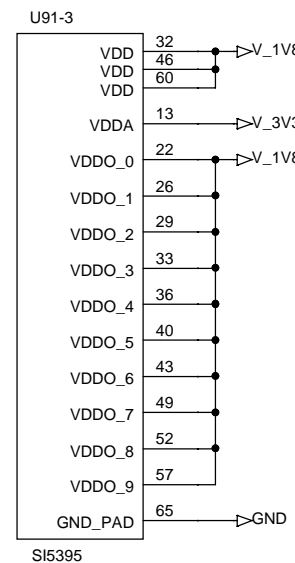 U91-3
VDD 32 V_1V8
VDD 46
VDD 60
VDDA 13 V_3V3
VDDO_0 22 V_1V8
VDDO_1 26
VDDO_2 29
VDDO_3 33
VDDO_4 36
VDDO_5 40
VDDO_6 43
VDDO_7 49
VDDO_8 52
VDDO_9 57
GND_PAD 65 GND
SI5395